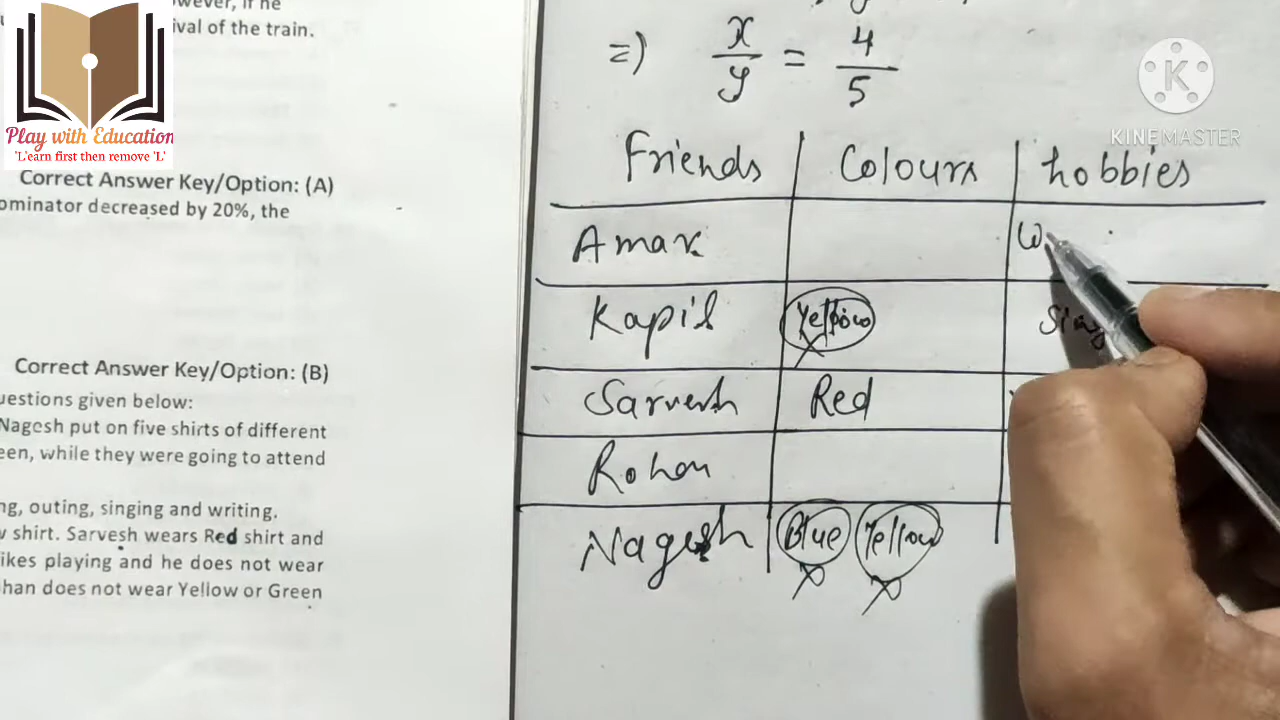 owever, if he
ival of the train.
Play with Education
'L'earn first then remove 'L'
Correct Answer Key/Option: (A)
ominator decreased by 20%, the
Correct Answer Key/Option: (B)
uestions given below:
Nagesh put on five shirts of different
een, while they were going to attend
ng, outing, singing and writing.
shirt. Sarvesh wears Red shirt and
ikes playing and he does not wear
han does not wear Yellow or Green
=) x/y = 4/5
KINEMASTER
Friends Colours hobbies
Amar
Kapil Yellow
Sarvesh Red
Rohan
Nagesh Blue Yellow